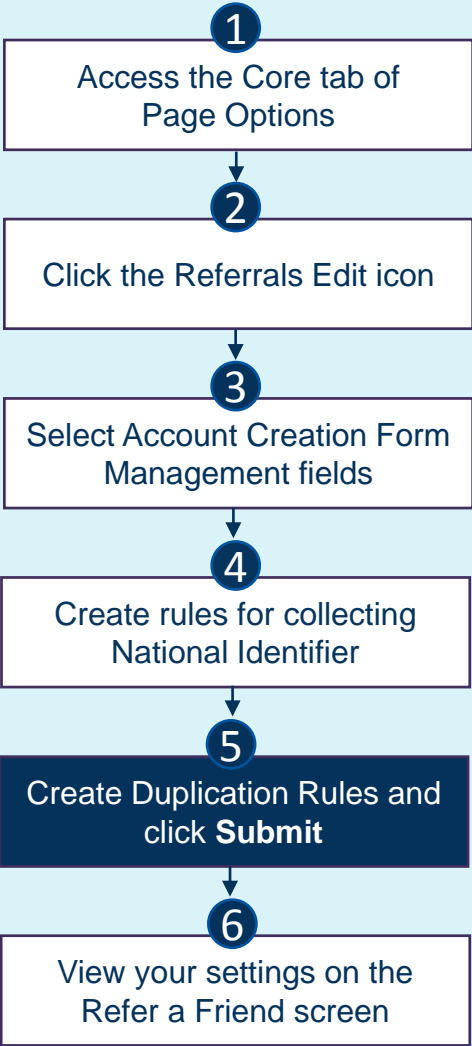 1
Access the Core tab of
Page Options
2
Click the Referrals Edit icon
3
Select Account Creation Form
Management fields
4
Create rules for collecting
National Identifier
5
Create Duplication Rules and
click Submit
6
View your settings on the
Refer a Friend screen